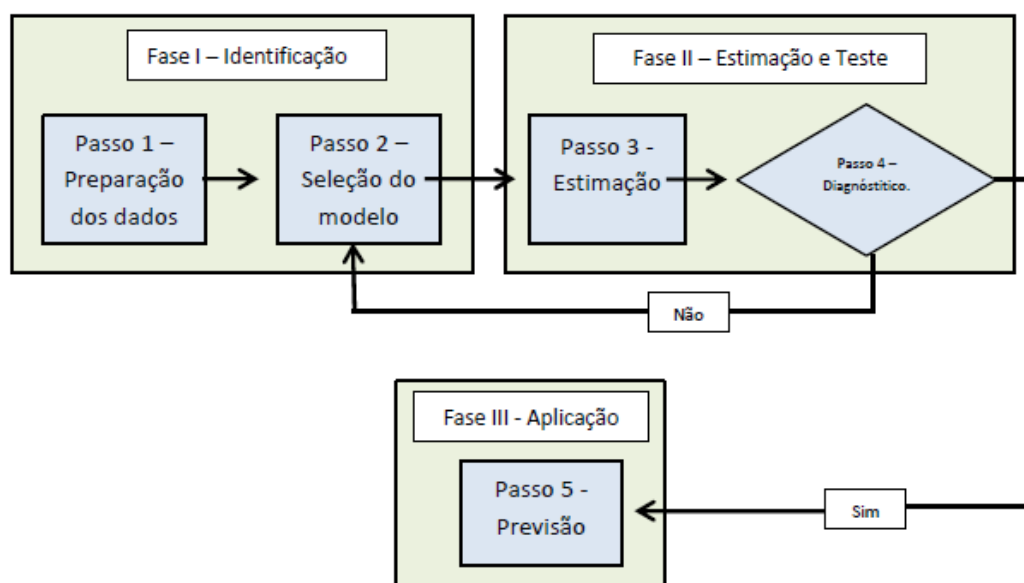 Fase I – Identificação
Passo 1 –
Preparação
dos dados
Passo 2 –
Seleção do
modelo
Fase II – Estimação e Teste
Passo 3 -
Estimação
Passo 4 –
Diagnóstitico.
Não
Fase III - Aplicação
Passo 5 -
Previsão
Sim